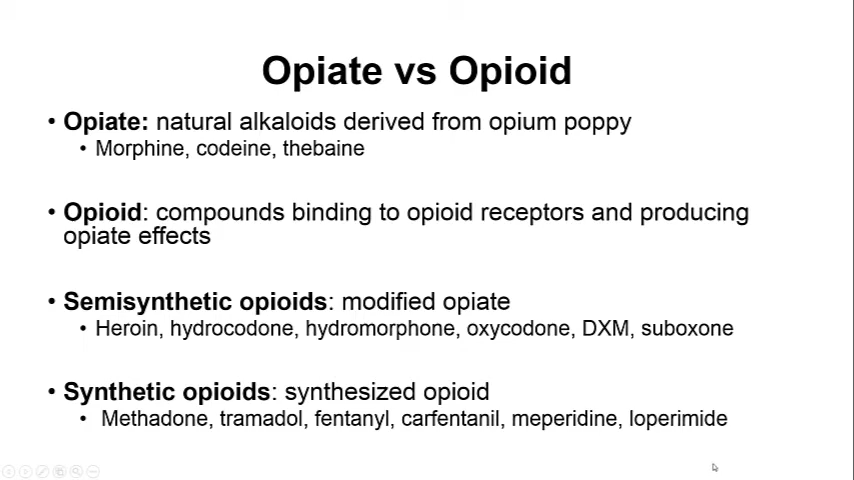 Opiate vs Opioid
• Opiate: natural alkaloids derived from opium poppy
• Morphine, codeine, thebaine
• Opioid: compounds binding to opioid receptors and producing
opiate effects
• Semisynthetic opioids: modified opiate
• Heroin, hydrocodone, hydromorphone, oxycodone, DXM, suboxone
• Synthetic opioids: synthesized opioid
• Methadone, tramadol, fentanyl, carfentanil, meperidine, loperimide